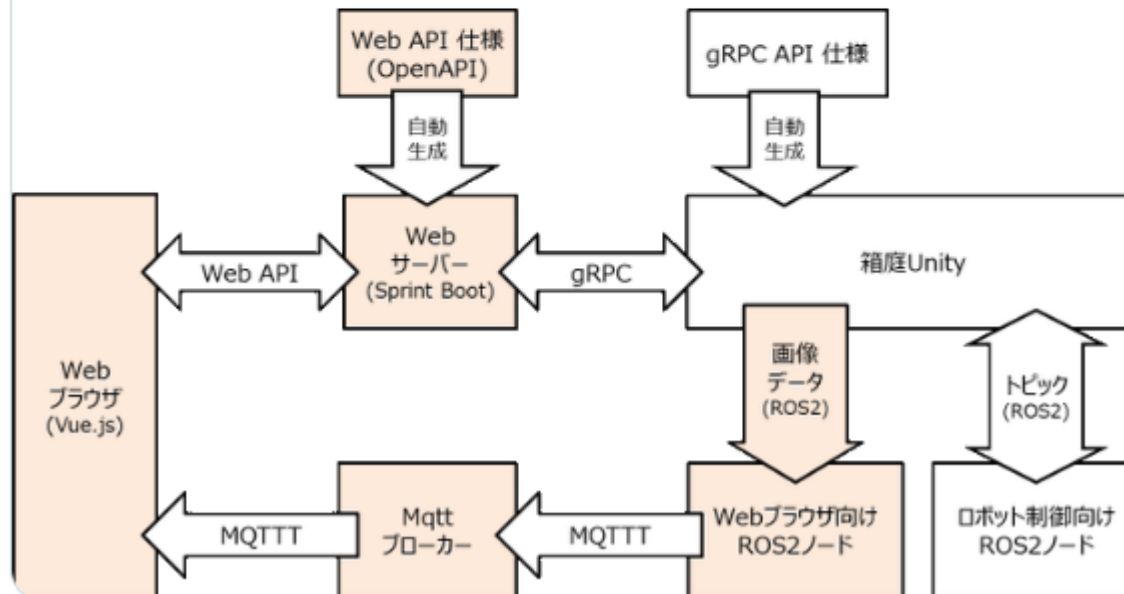 Web API 仕様
(OpenAPI)
gRPC API 仕様
自動
生成
自動
生成
Web
ブラウザ
(Vue.js)
Web API
Web
サーバー
(Sprint Boot)
gRPC
箱庭Unity
画像
データ
(ROS2)
トピック
(ROS2)
MQTTT
Mqtt
ブローカー
MQTTT
Webブラウザ向け
ROS2ノード
ロボット制御向け
ROS2ノード